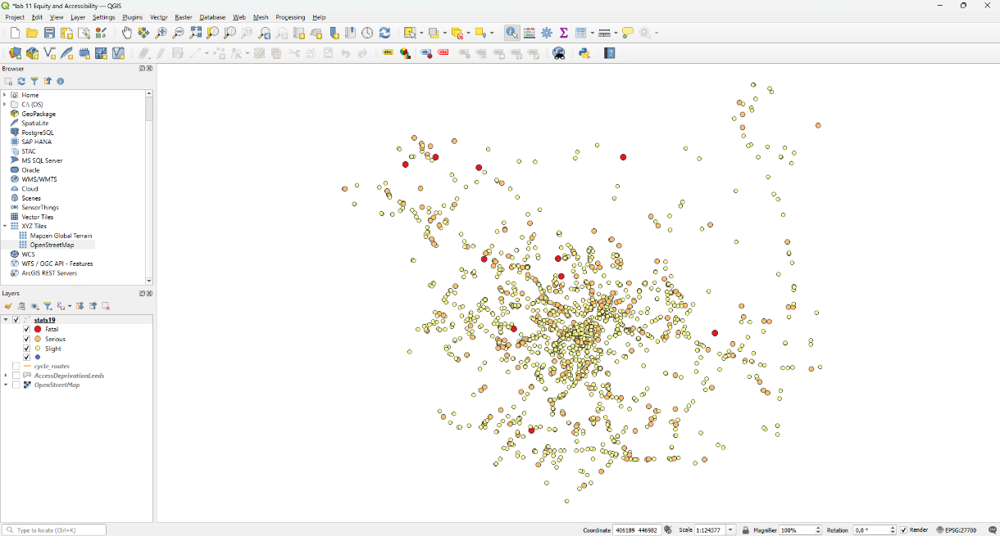 *lab 11 Equity and Accessibility — QGIS
Project Edit View Layer Settings Plugins Vector Raster Database Web Mesh Processing Help
abc abc
Browser
Home
C:\ (OS)
GeoPackage
SpatiaLite
PostgreSQL
SAP HANA
STAC
MS SQL Server
Oracle
WMS/WMTS
Cloud
Scenes
SensorThings
Vector Tiles
XYZ Tiles
Mapzen Global Terrain
OpenStreetMap
WCS
WFS / OGC API - Features
ArcGIS REST Servers
Layers
stats19
Fatal
Serious
Slight
cycle_routes
AccessDeprivationLeeds
OpenStreetMap
Type to locate (Ctrl+K)
Coordinate 406189 446982 Scale 1:124377 Magnifier 100% Rotation 0,0 ° Render EPSG:27700